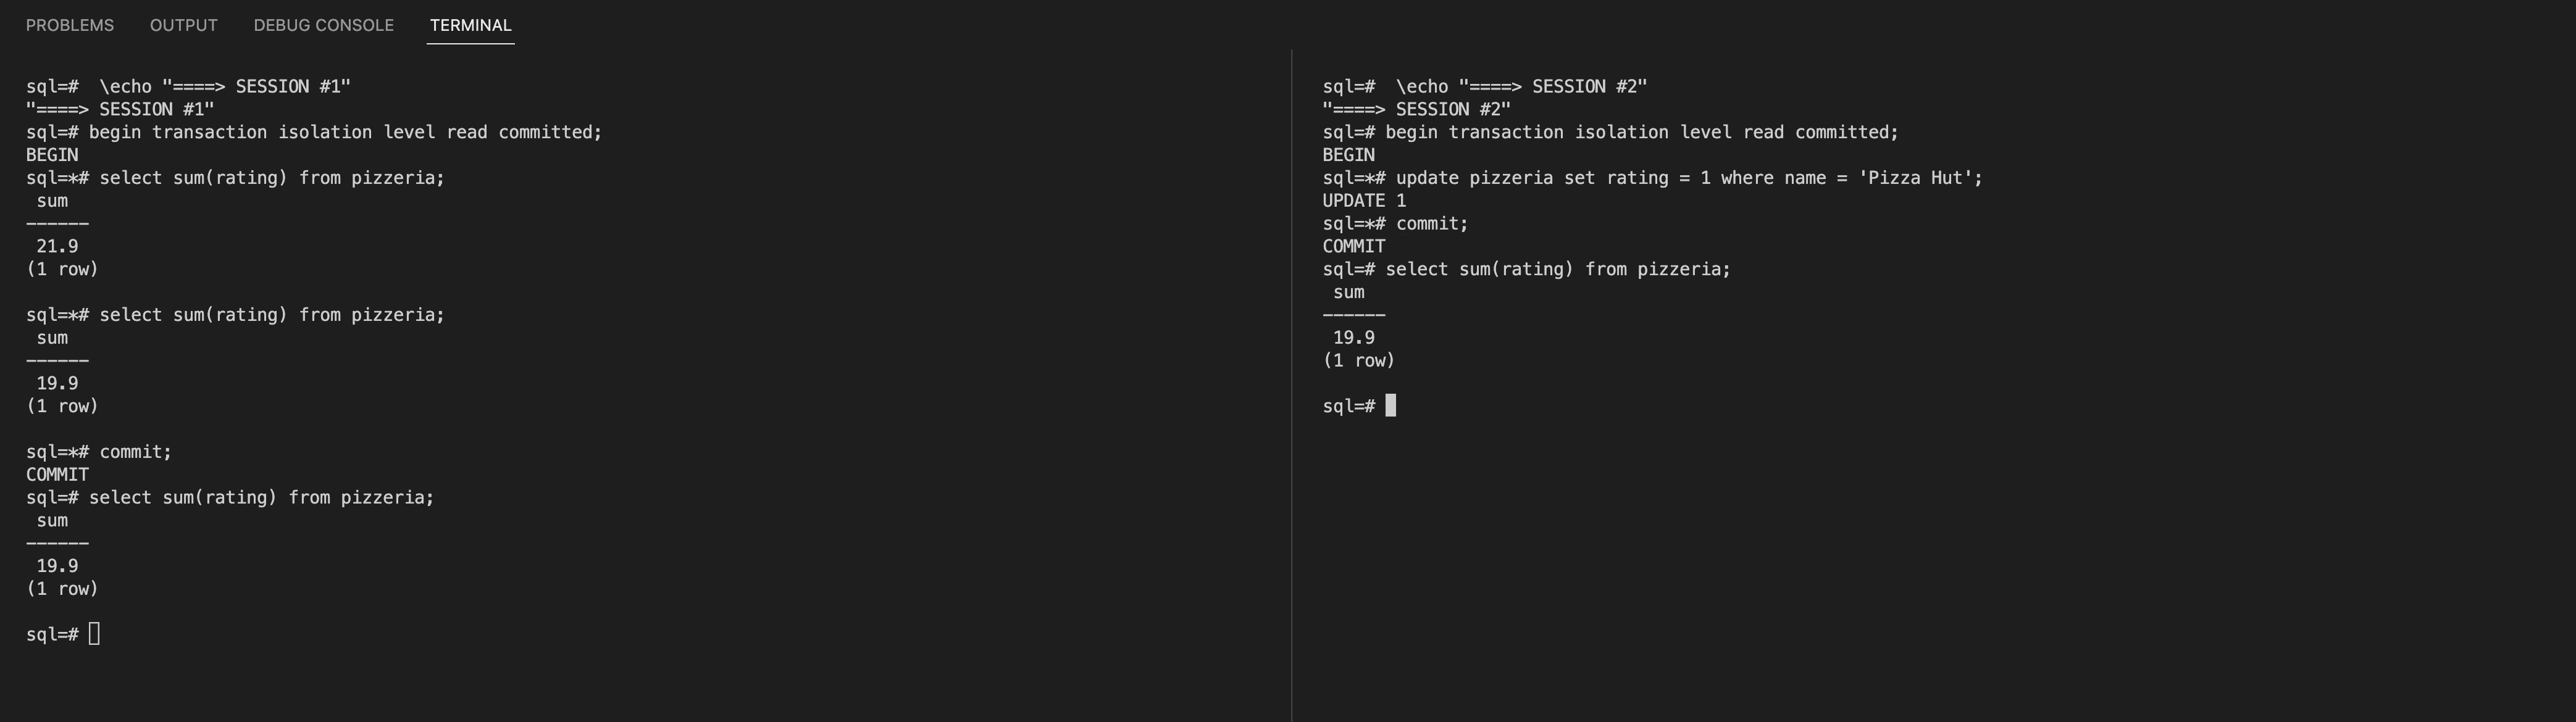 PROBLEMS OUTPUT DEBUG CONSOLE TERMINAL
sql=#  \echo "====> SESSION #1"
"====> SESSION #1"
sql=# begin transaction isolation level read committed;
BEGIN
sql=*# select sum(rating) from pizzeria;
 sum
------
 21.9
(1 row)

sql=*# select sum(rating) from pizzeria;
 sum
------
 19.9
(1 row)

sql=*# commit;
COMMIT
sql=# select sum(rating) from pizzeria;
 sum
------
 19.9
(1 row)

sql=#
sql=#  \echo "====> SESSION #2"
"====> SESSION #2"
sql=# begin transaction isolation level read committed;
BEGIN
sql=*# update pizzeria set rating = 1 where name = 'Pizza Hut';
UPDATE 1
sql=*# commit;
COMMIT
sql=# select sum(rating) from pizzeria;
 sum
------
 19.9
(1 row)

sql=#